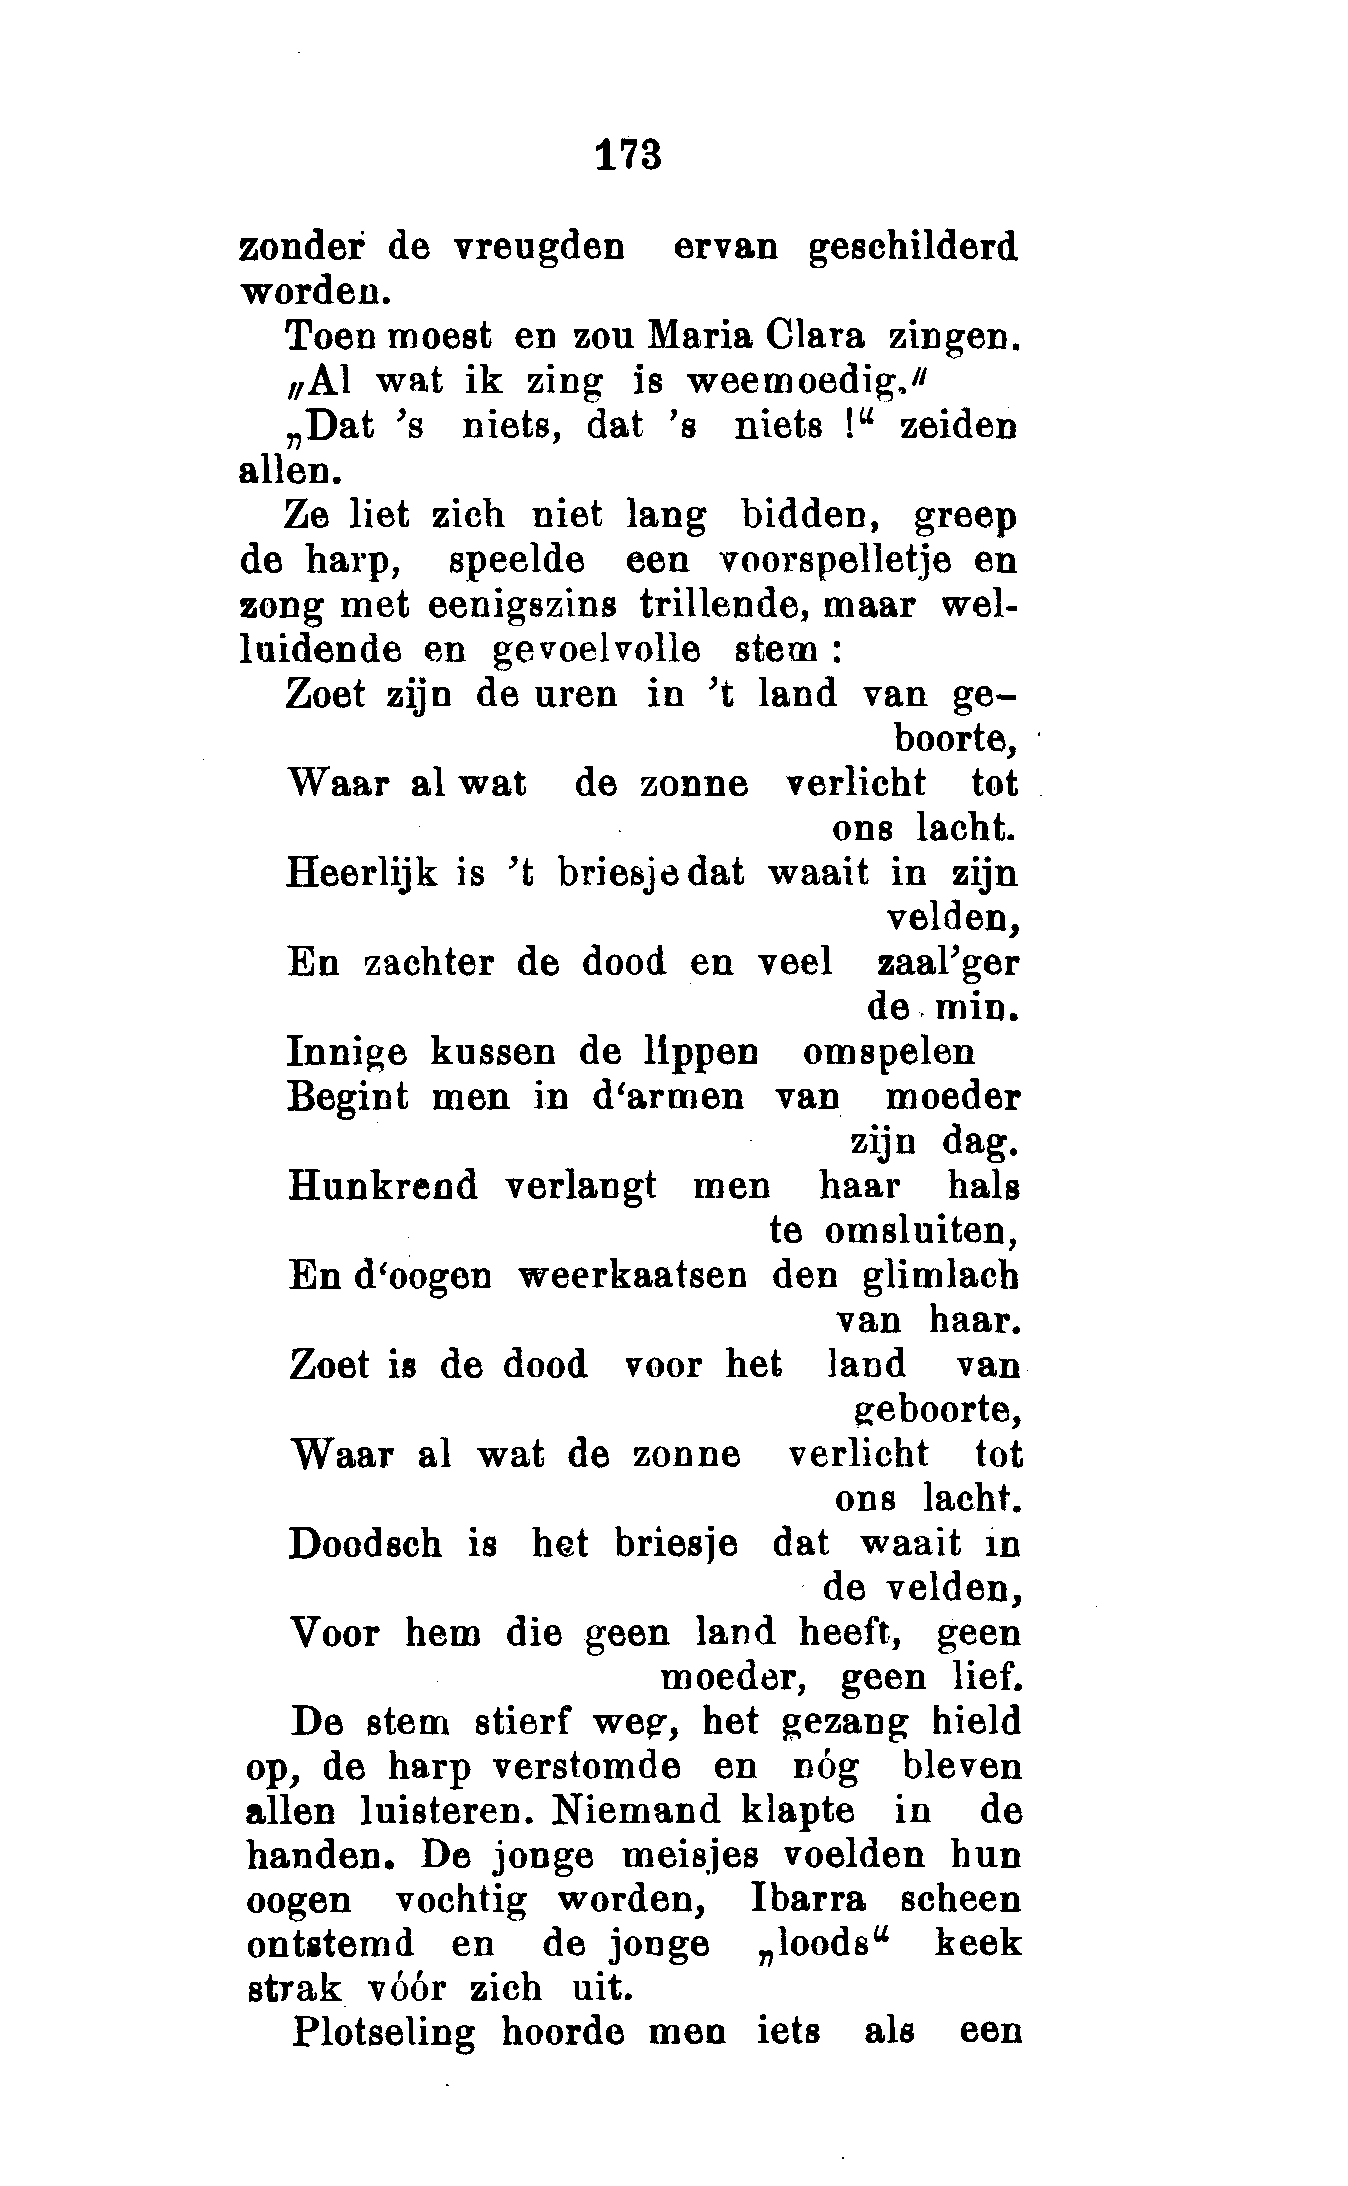 173
zonder de vreugden ervan geschilderd
worden.
Toen moest en zou Maria Clara zingen.
„Al wat ik zing is weemoedig."
„Dat 's niets, dat 's niets !“ zeiden
allen.
Ze liet zich niet lang bidden, greep
de harp, speelde een voorspelletje en
zong met eenigszins trillende, maar wel-
luidende en gevoelvolle stem :
Zoet zijn de uren in 't land van ge-
boorte,
Waar al wat de zonne verlicht tot
ons lacht.
Heerlijk is 't briesje dat waait in zijn
velden,
En zachter de dood en veel zaal'ger
de min.
Innige kussen de lippen omspelen
Begint men in d‘armen van moeder
zijn dag.
Hunkrend verlangt men haar hals
te omsluiten,
En d‘oogen weerkaatsen den glimlach
van haar.
Zoet is de dood voor het land van
geboorte,
Waar al wat de zonne verlicht tot
ons lacht.
Doodsch is het briesje dat waait in
de velden,
Voor hem die geen land heeft, geen
moeder, geen lief.
De stem stierf weg, het gezang hield
op, de harp verstomde en nóg bleven
allen luisteren. Niemand klapte in de
handen. De jonge meisjes voelden hun
oogen vochtig worden, Ibarra scheen
ontstemd en de jonge „loods“ keek
strak vóór zich uit.
Plotseling hoorde men iets als een